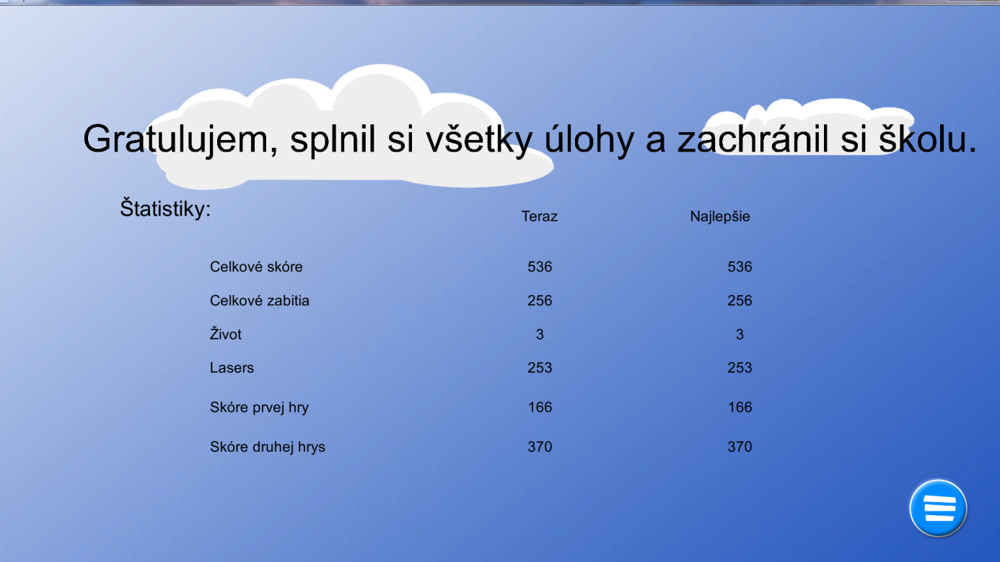 Gratulujem, splnil si všetky úlohy a zachránil si školu.
Štatistiky:
Teraz Najlepšie
Celkové skóre 536 536
Celkové zabitia 256 256
Život 3 3
Lasers 253 253
Skóre prvej hry 166 166
Skóre druhej hrys 370 370